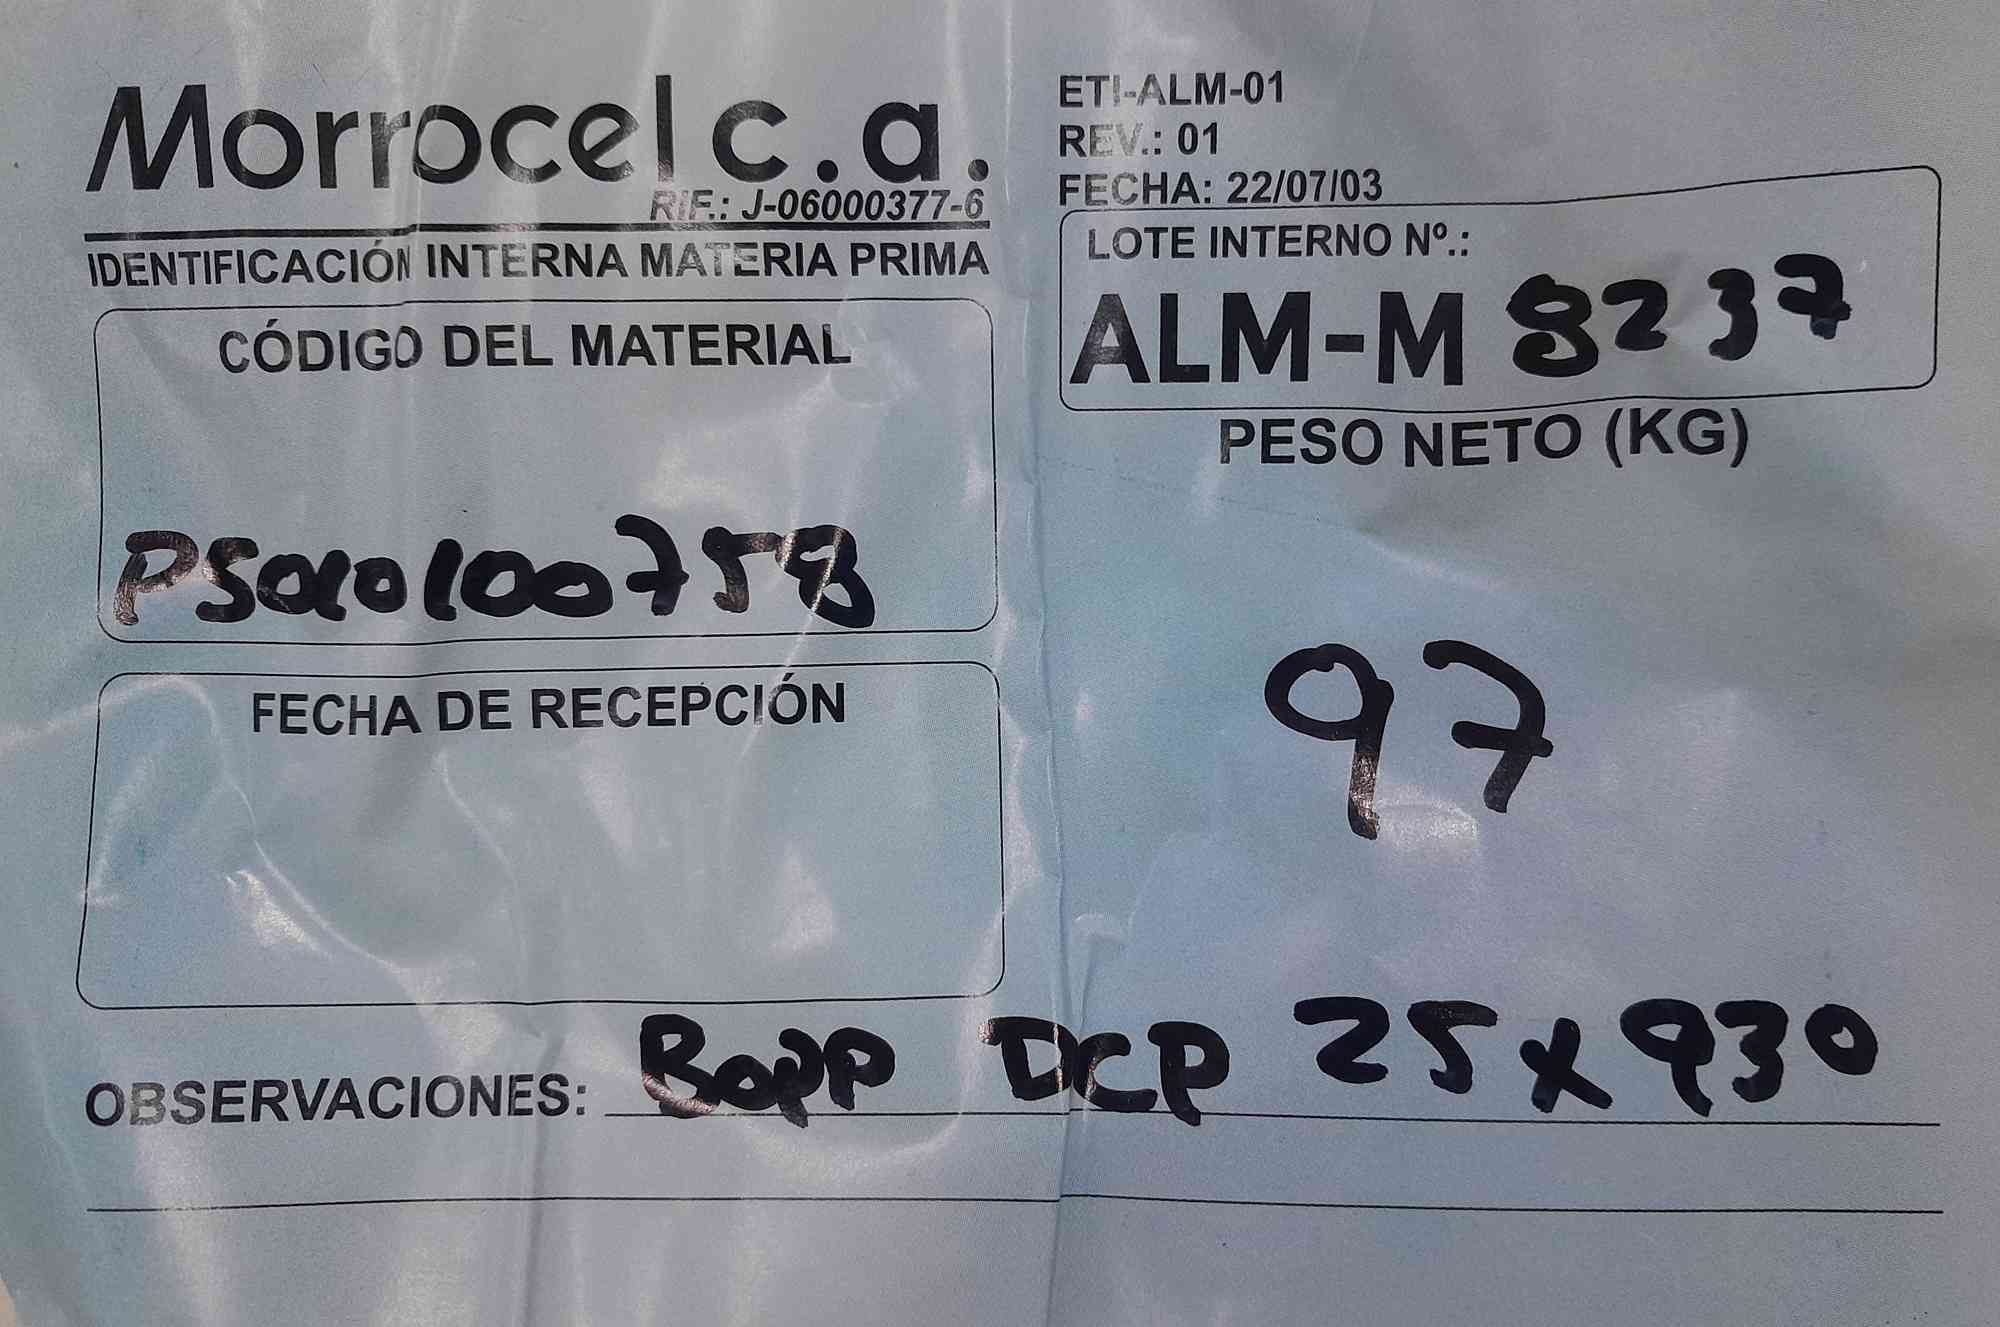 Morrocel c.a.
RIF.: J-06000377-6
IDENTIFICACIÓN INTERNA MATERIA PRIMA
ETI-ALM-01
REV.: 01
FECHA: 22/07/03
LOTE INTERNO Nº.:
ALM-M 8237
CÓDIGO DEL MATERIAL
PS010100758
PESO NETO (KG)
97
FECHA DE RECEPCIÓN
OBSERVACIONES: BOPP DCP 25x930